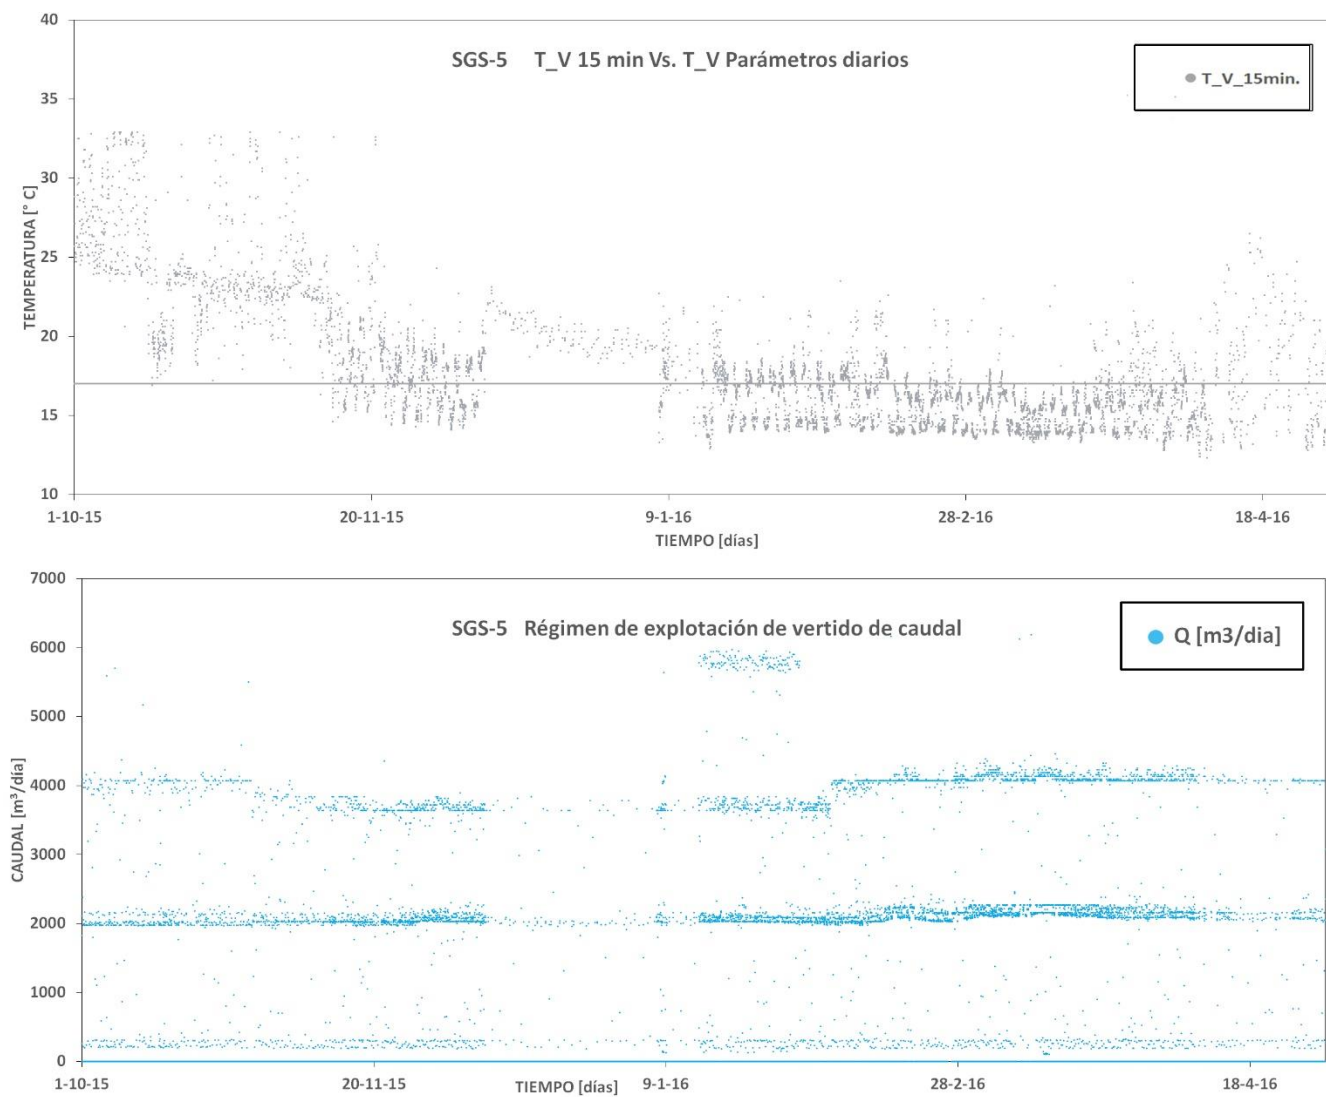 SGS-5 T_V 15 min Vs. T_V Parámetros diarios
T_V_15min.
TEMPERATURA [° C]
40
35
30
25
20
15
10
1-10-15 20-11-15 9-1-16 28-2-16 18-4-16
TIEMPO [días]
SGS-5 Régimen de explotación de vertido de caudal
Q [m3/dia]
CAUDAL [m³/día]
7000
6000
5000
4000
3000
2000
1000
0
1-10-15 20-11-15 9-1-16 28-2-16 18-4-16
TIEMPO [días]